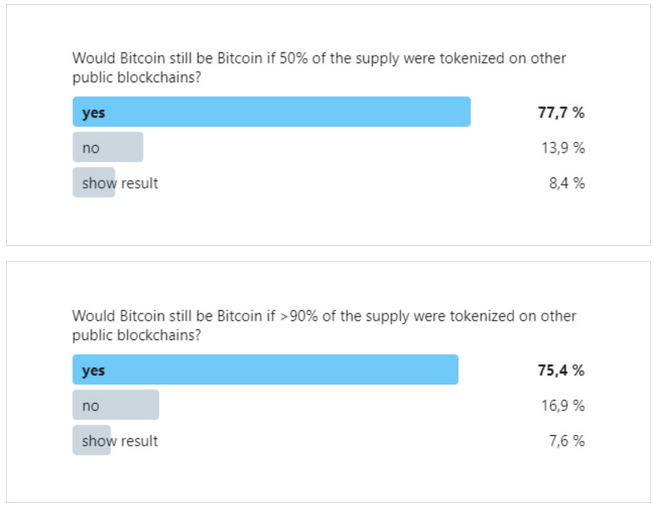 Would Bitcoin still be Bitcoin if 50% of the supply were tokenized on other
public blockchains?
yes 77,7 %
no 13,9 %
show result 8,4 %
Would Bitcoin still be Bitcoin if >90% of the supply were tokenized on other
public blockchains?
yes 75,4 %
no 16,9 %
show result 7,6 %